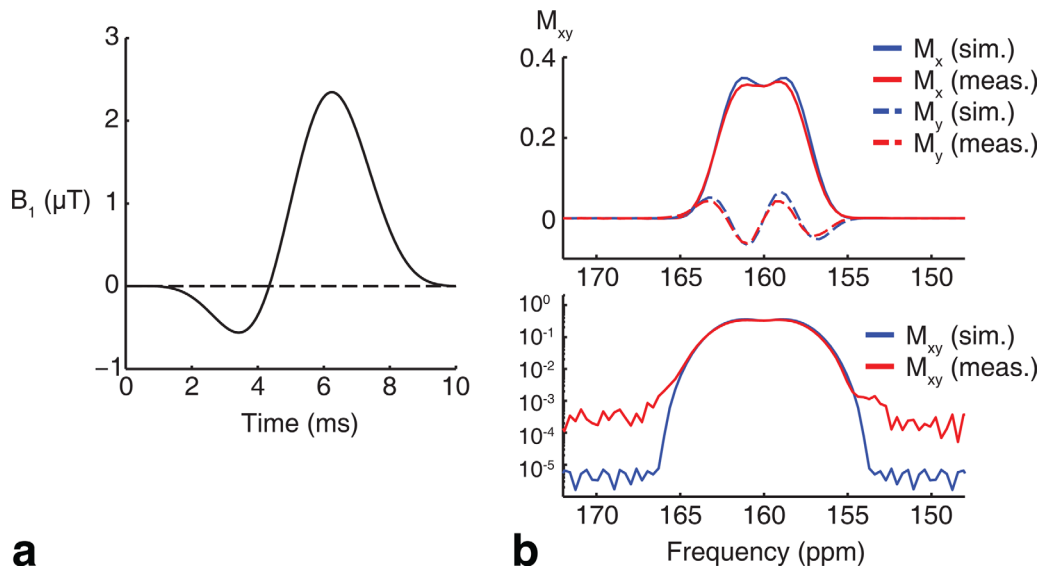 3
2
1
0
−1
B1 (μT)
0 2 4 6 8 10
Time (ms)
a
Mxy
0.4
0.2
0
170 165 160 155 150
Mx (sim.)
Mx (meas.)
My (sim.)
My (meas.)
10^0
10^-1
10^-2
10^-3
10^-4
10^-5
170 165 160 155 150
Mxy (sim.)
Mxy (meas.)
b Frequency (ppm)